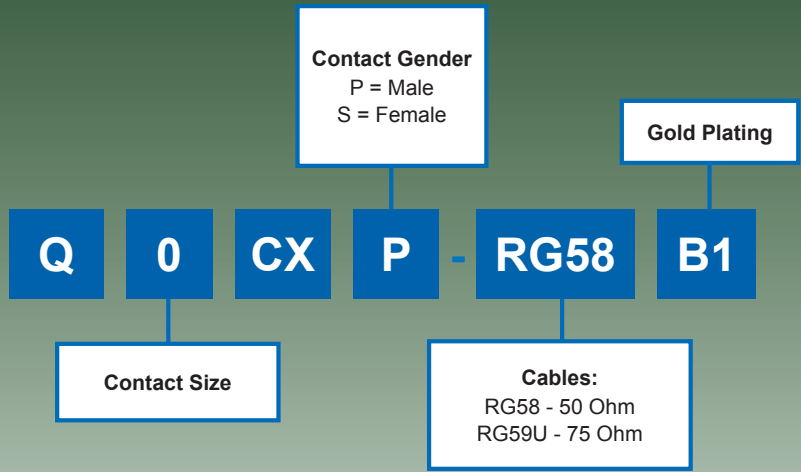 Contact Gender
P = Male
S = Female
Gold Plating
Q 0 CX P - RG58 B1
Contact Size
Cables:
RG58 - 50 Ohm
RG59U - 75 Ohm